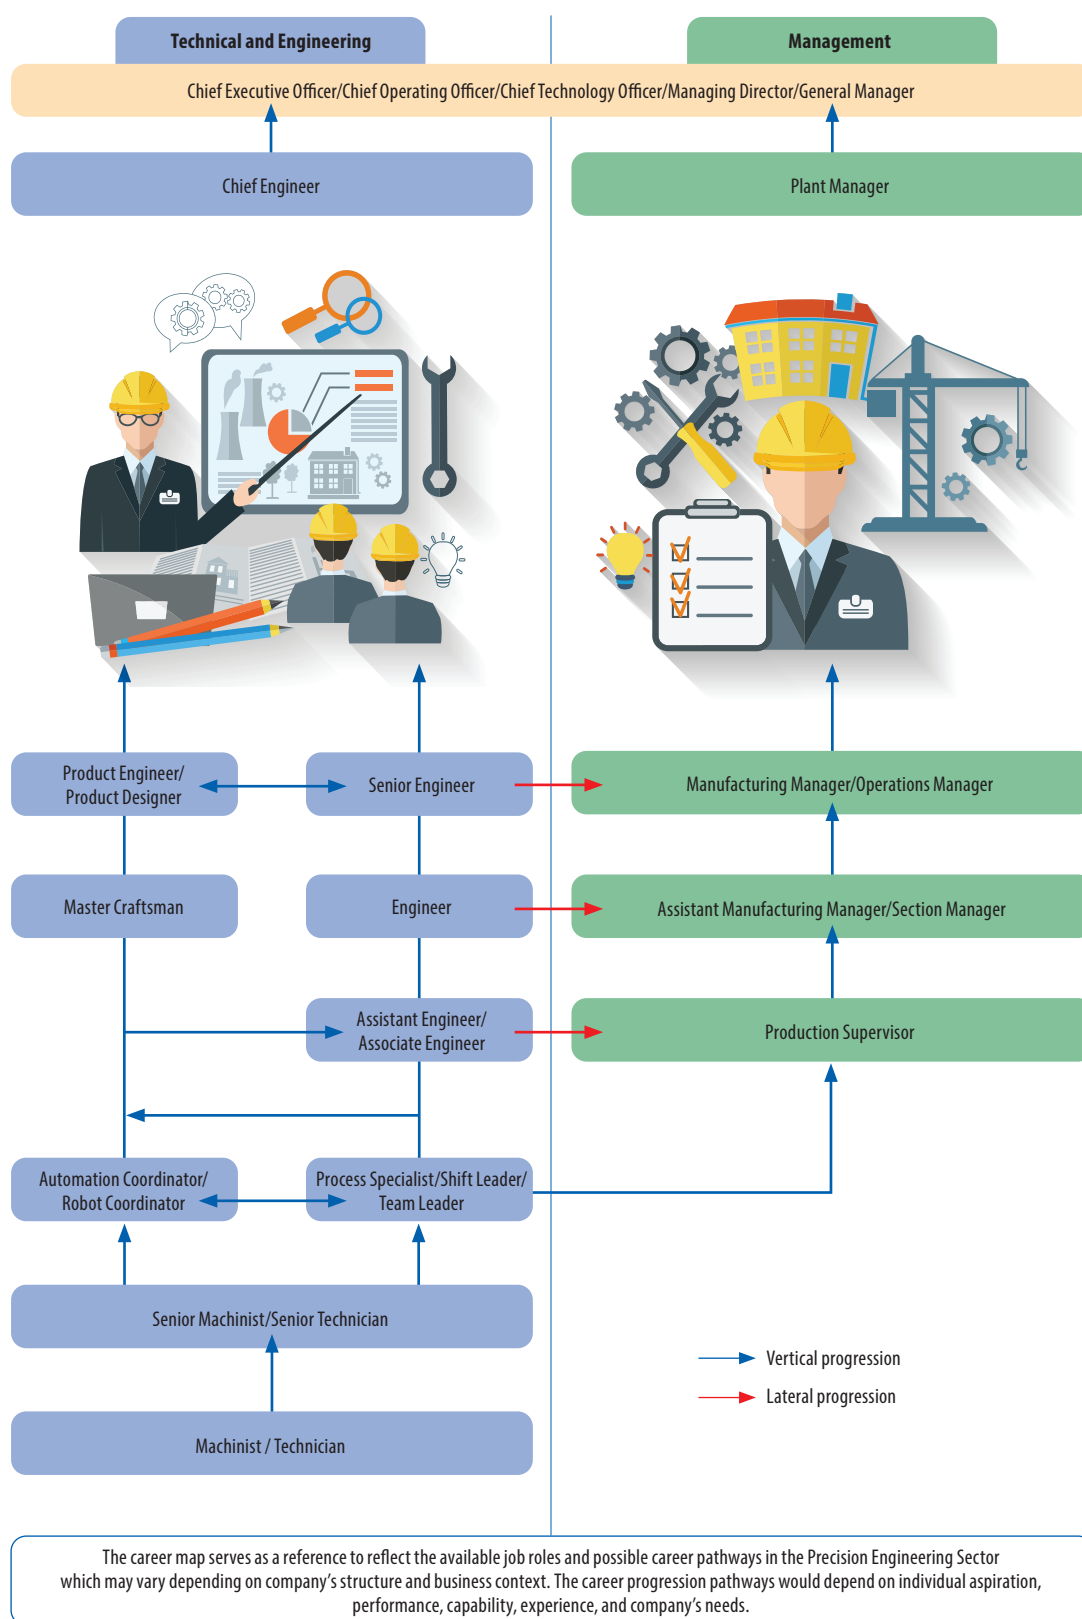 Technical and Engineering
Management
Chief Executive Officer/Chief Operating Officer/Chief Technology Officer/Managing Director/General Manager
Chief Engineer
Plant Manager
Product Engineer/
Product Designer
Senior Engineer
Manufacturing Manager/Operations Manager
Master Craftsman
Engineer
Assistant Manufacturing Manager/Section Manager
Assistant Engineer/
Associate Engineer
Production Supervisor
Automation Coordinator/
Robot Coordinator
Process Specialist/Shift Leader/
Team Leader
Senior Machinist/Senior Technician
Vertical progression
Lateral progression
Machinist / Technician
The career map serves as a reference to reflect the available job roles and possible career pathways in the Precision Engineering Sector
which may vary depending on company's structure and business context. The career progression pathways would depend on individual aspiration,
performance, capability, experience, and company's needs.